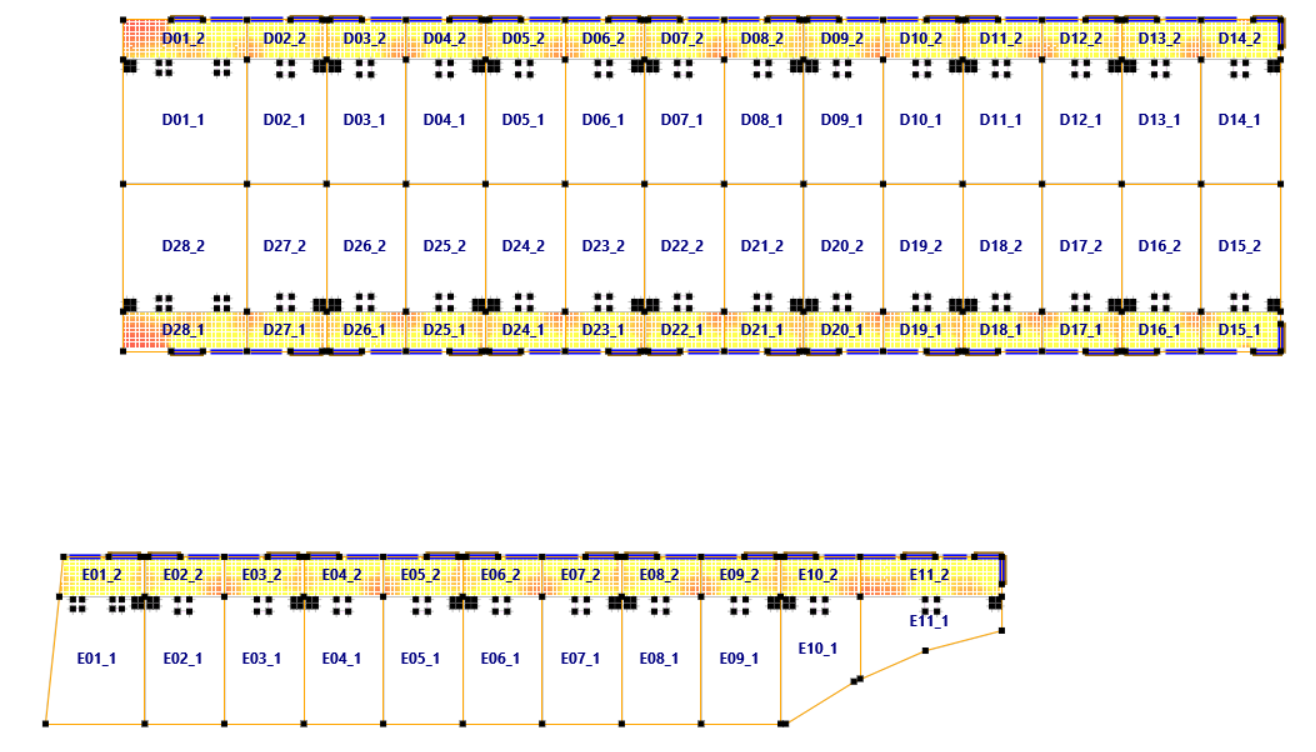 D01_2 D02_2 D03_2 D04_2 D05_2 D06_2 D07_2 D08_2 D09_2 D10_2 D11_2 D12_2 D13_2 D14_2
D01_1 D02_1 D03_1 D04_1 D05_1 D06_1 D07_1 D08_1 D09_1 D10_1 D11_1 D12_1 D13_1 D14_1
D28_2 D27_2 D26_2 D25_2 D24_2 D23_2 D22_2 D21_2 D20_2 D19_2 D18_2 D17_2 D16_2 D15_2
D28_1 D27_1 D26_1 D25_1 D24_1 D23_1 D22_1 D21_1 D20_1 D19_1 D18_1 D17_1 D16_1 D15_1
E01_2 E02_2 E03_2 E04_2 E05_2 E06_2 E07_2 E08_2 E09_2 E10_2 E11_2
E11_1
E01_1 E02_1 E03_1 E04_1 E05_1 E06_1 E07_1 E08_1 E09_1 E10_1